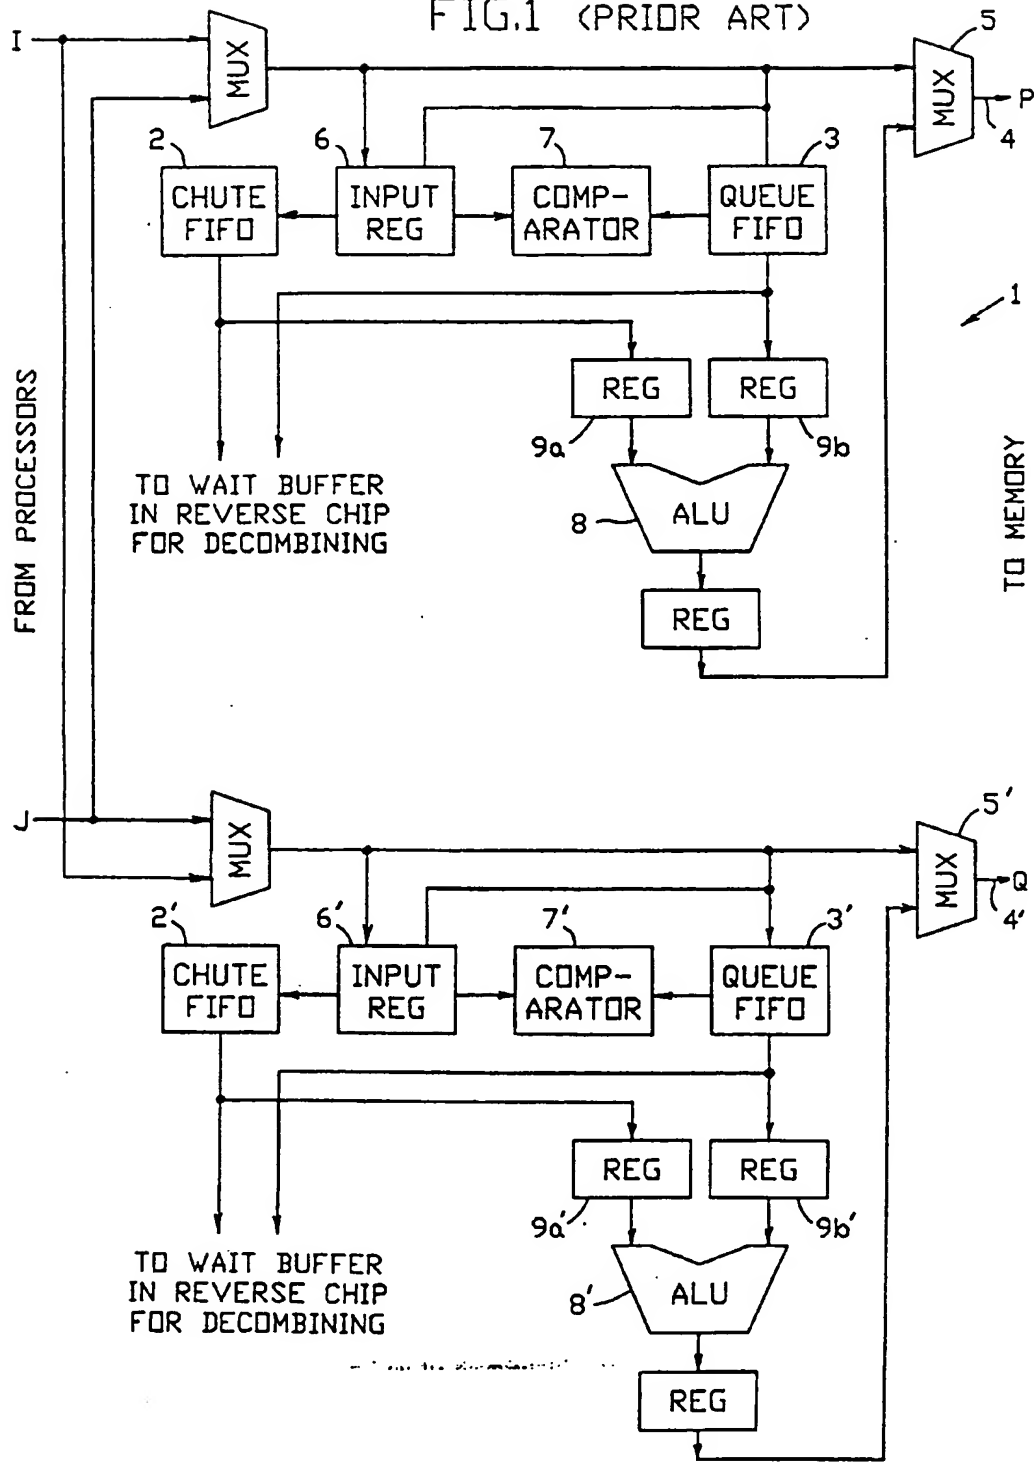 FIG.1 (PRIOR ART)
I
MUX
5
MUX
P
4
2
6
7
3
CHUTE
FIFO
INPUT
REG
COMP-
ARATOR
QUEUE
FIFO
1
FROM PROCESSORS
REG
REG
9a
9b
TO WAIT BUFFER
IN REVERSE CHIP
FOR DECOMBINING
8
ALU
TO MEMORY
REG
J
MUX
5'
MUX
Q
4'
2'
6'
7'
3'
CHUTE
FIFO
INPUT
REG
COMP-
ARATOR
QUEUE
FIFO
REG
REG
9a'
9b'
TO WAIT BUFFER
IN REVERSE CHIP
FOR DECOMBINING
8'
ALU
REG